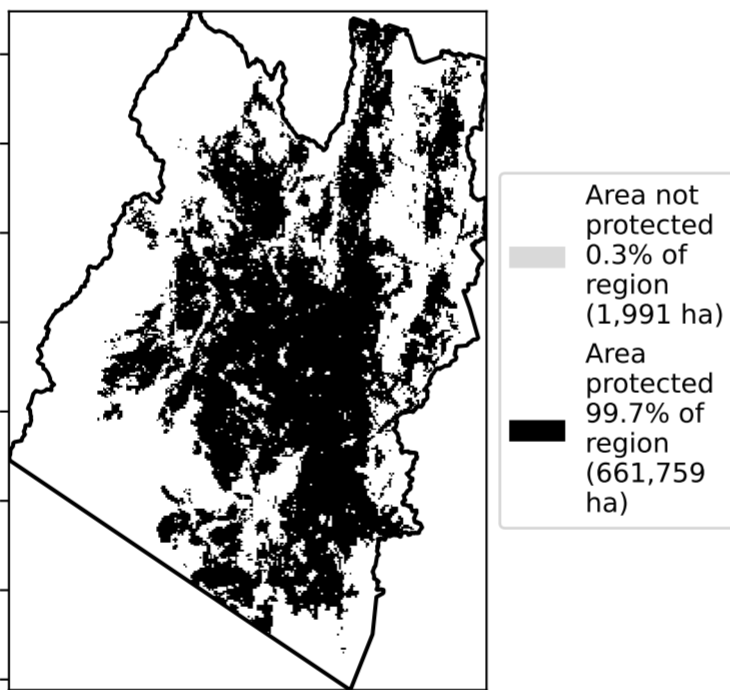 Area not
protected
0.3% of
region
(1,991 ha)
Area
protected
99.7% of
region
(661,759
ha)